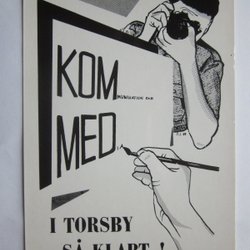 KOM
MED
I TORSBY
SÅ KLART !